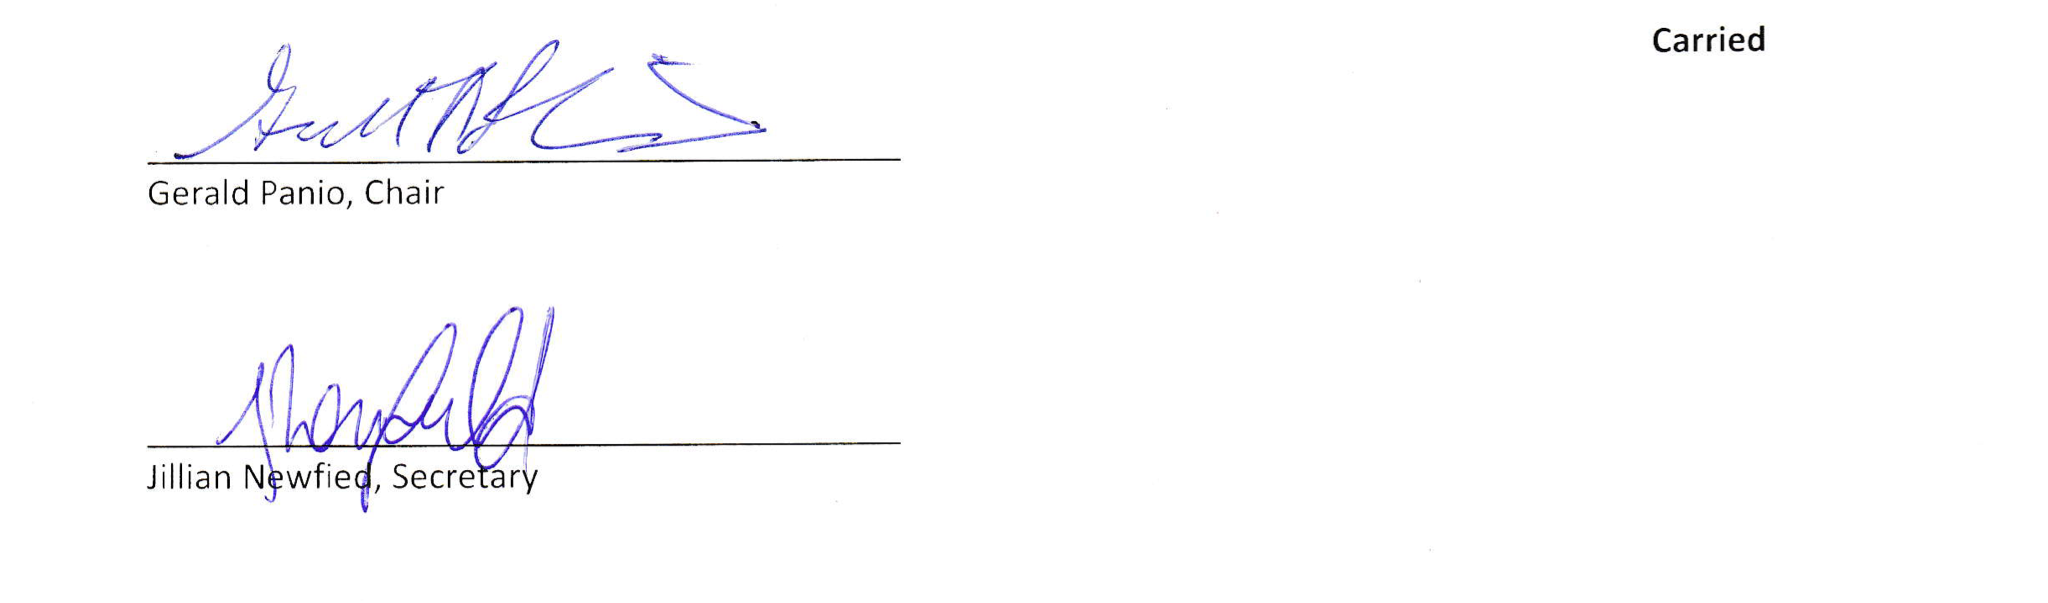 Carried
Gerald Panio, Chair
Jillian Newfied, Secretary